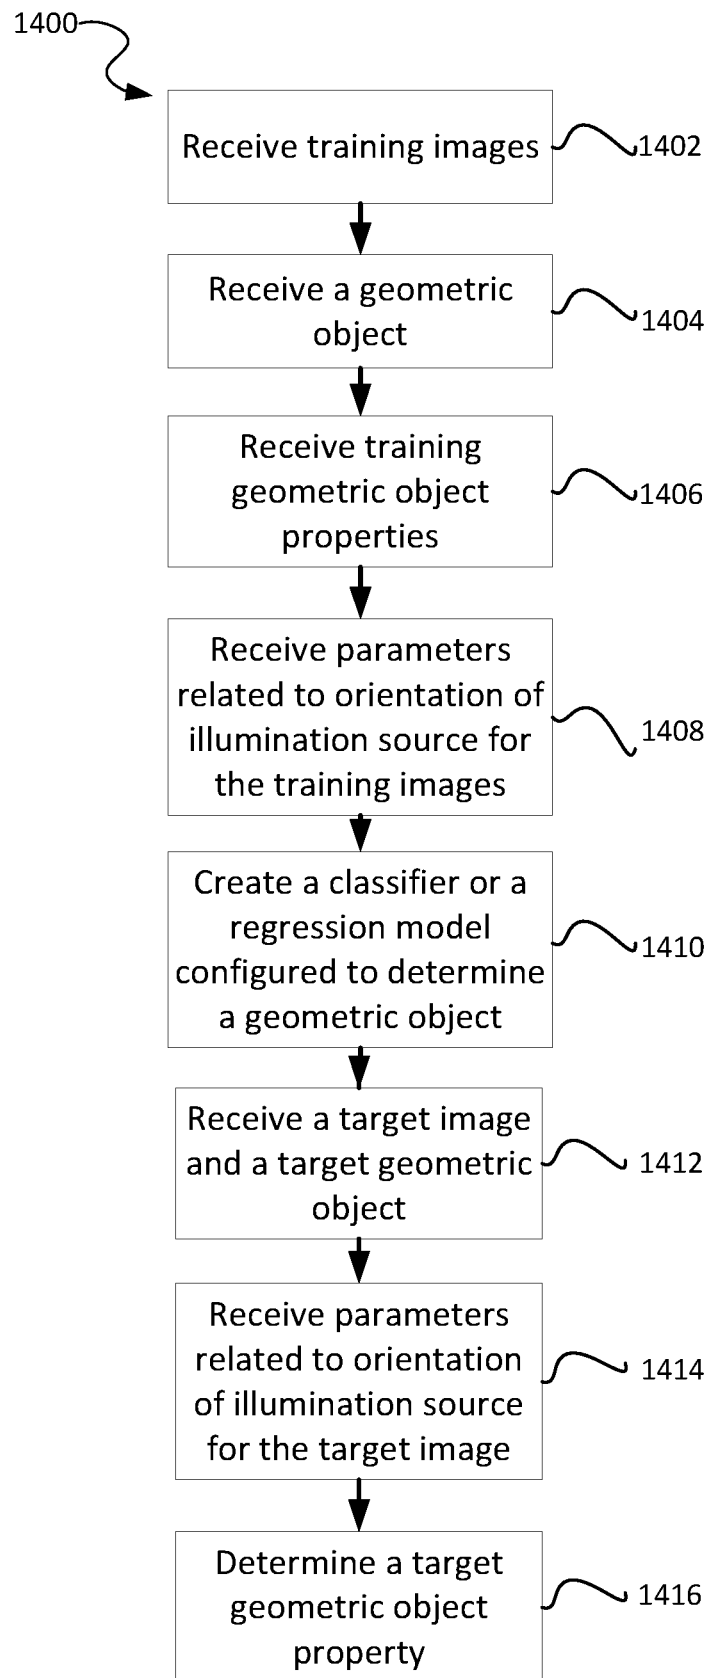 1400
Receive training images
1402
Receive a geometric
object
1404
Receive training
geometric object
properties
1406
Receive parameters
related to orientation of
illumination source for
the training images
1408
Create a classifier or a
regression model
configured to determine
a geometric object
1410
Receive a target image
and a target geometric
object
1412
Receive parameters
related to orientation
of illumination source
for the target image
1414
Determine a target
geometric object
property
1416